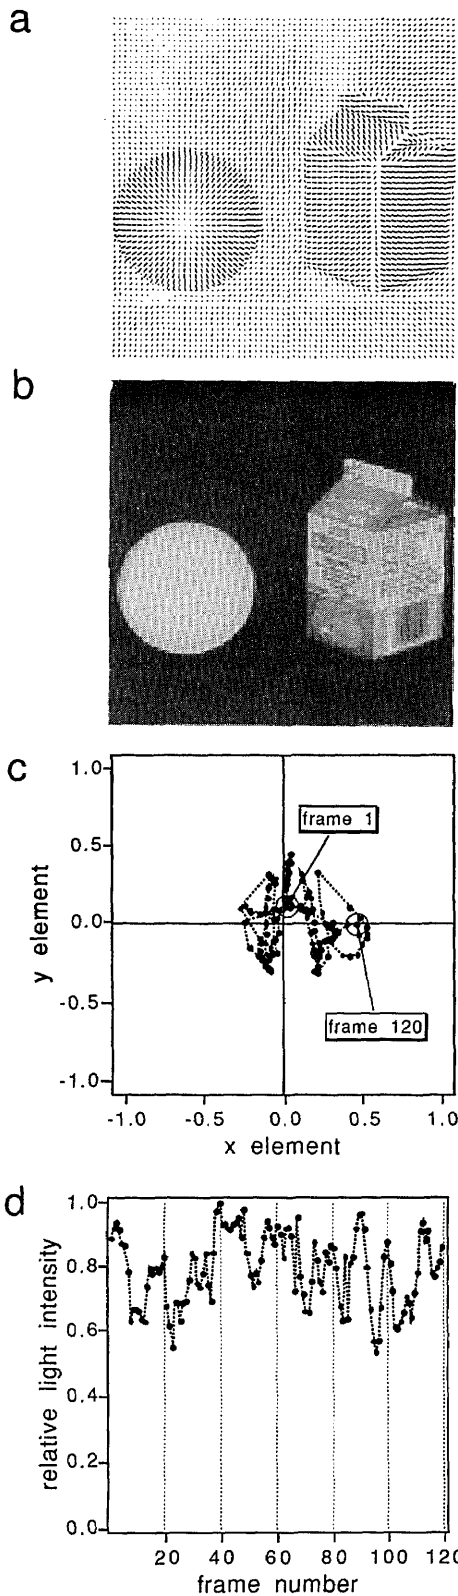 a
b
c
1.0
0.5
0.0
-0.5
-1.0
y element
frame 1
frame 120
-1.0 -0.5 0.0 0.5 1.0
x element
d
1.0
0.8
0.6
0.4
0.2
0.0
relative light intensity
20 40 60 80 100 120
frame number